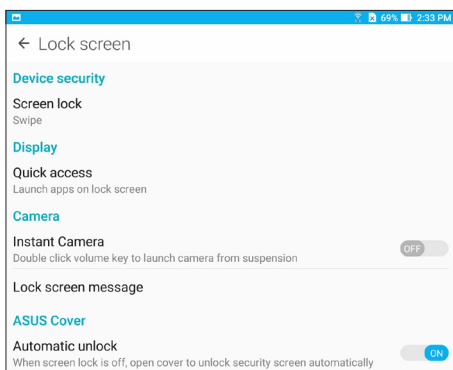 69% 2:33 PM
Lock screen
Device security
Screen lock
Swipe
Display
Quick access
Launch apps on lock screen
Camera
Instant Camera
OFF
Double click volume key to launch camera from suspension
Lock screen message
ASUS Cover
Automatic unlock
ON
When screen lock is off, open cover to unlock security screen automatically